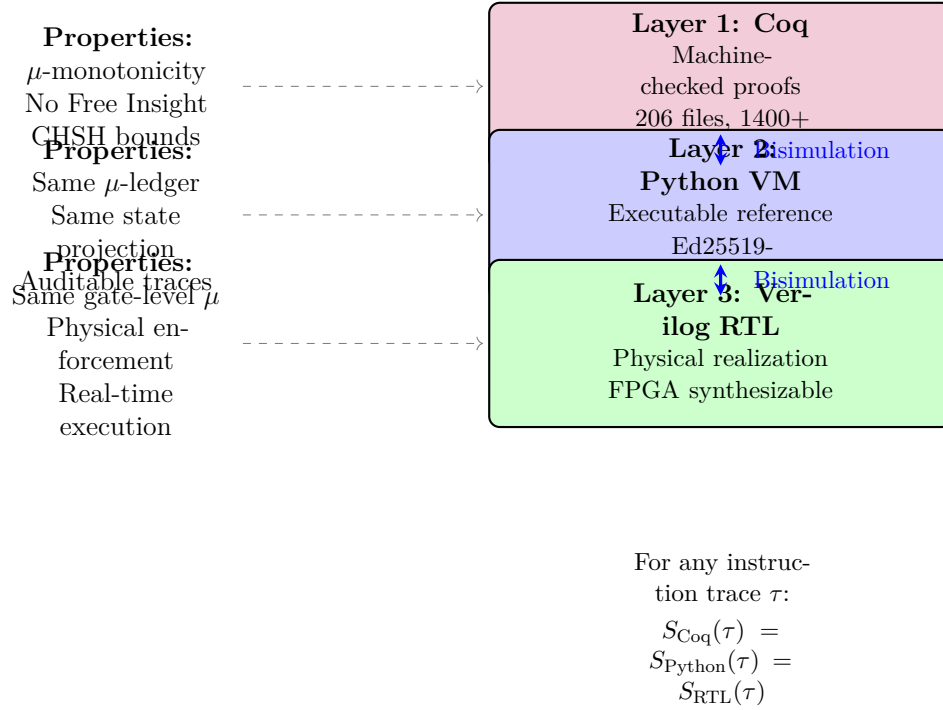 Properties:
μ-monotonicity
No Free Insight
CHSH bounds
Layer 1: Coq
Machine-
checked proofs
206 files, 1400+
Bisimulation
Properties:
Same μ-ledger
Same state
projection
Auditable traces
Layer 2:
Python VM
Executable reference
Ed25519-
Bisimulation
Properties:
Same gate-level μ
Physical en-
forcement
Real-time
execution
Layer 3: Ver-
ilog RTL
Physical realization
FPGA synthesizable
For any instruc-
tion trace τ:
S_Coq(τ) =
S_Python(τ) =
S_RTL(τ)